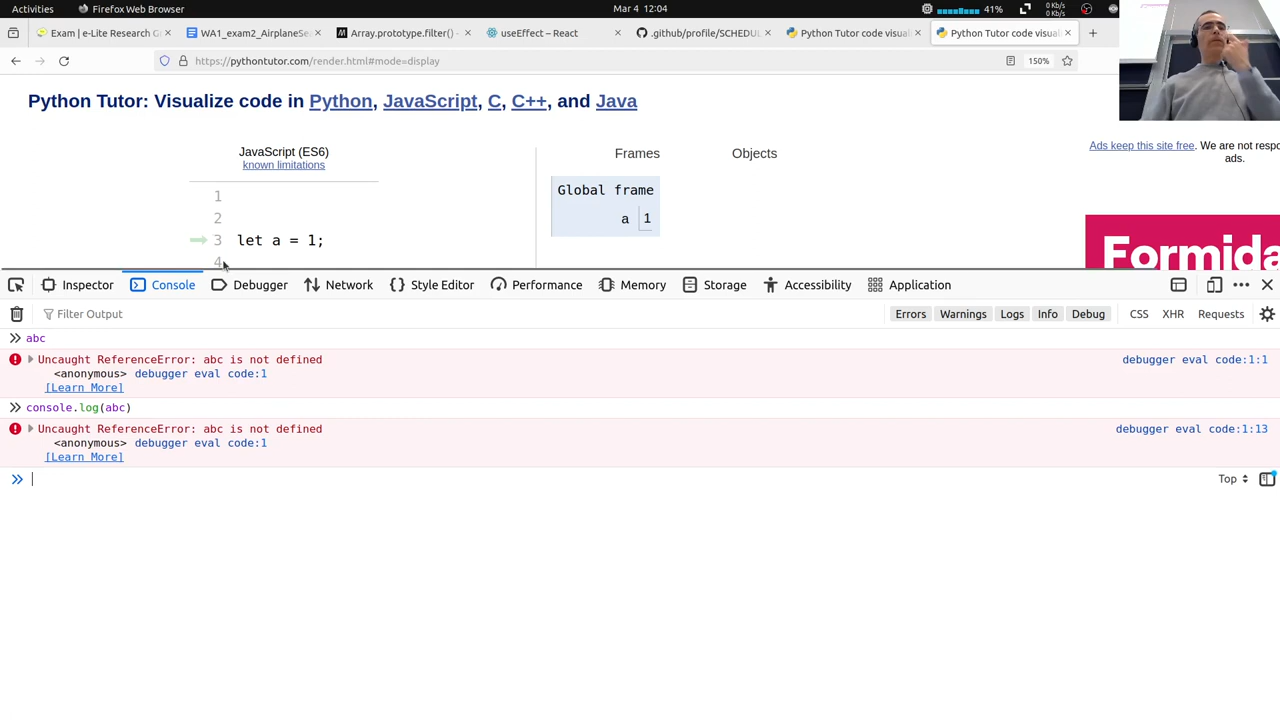 Activities
Firefox Web Browser
Mar 4 12:04
41%
0 Kb/s
0 Kb/s
Exam | e-Lite Research G
WA1_exam2_AirplaneSe
Array.prototype.filter() -
useEffect – React
.github/profile/SCHEDU
Python Tutor code visual
Python Tutor code visual
https://pythontutor.com/render.html#mode=display
150%
Python Tutor: Visualize code in Python, JavaScript, C, C++, and Java
Ads keep this site free. We are not respo
ads.
JavaScript (ES6)
known limitations
Frames
Objects
1
2
3 let a = 1;
4
Global frame
a 1
Formida
Inspector
Console
Debugger
Network
Style Editor
Performance
Memory
Storage
Accessibility
Application
Filter Output
Errors
Warnings
Logs
Info
Debug
CSS
XHR
Requests
abc
Uncaught ReferenceError: abc is not defined
debugger eval code:1:1
<anonymous> debugger eval code:1
[Learn More]
console.log(abc)
Uncaught ReferenceError: abc is not defined
debugger eval code:1:13
<anonymous> debugger eval code:1
[Learn More]
Top